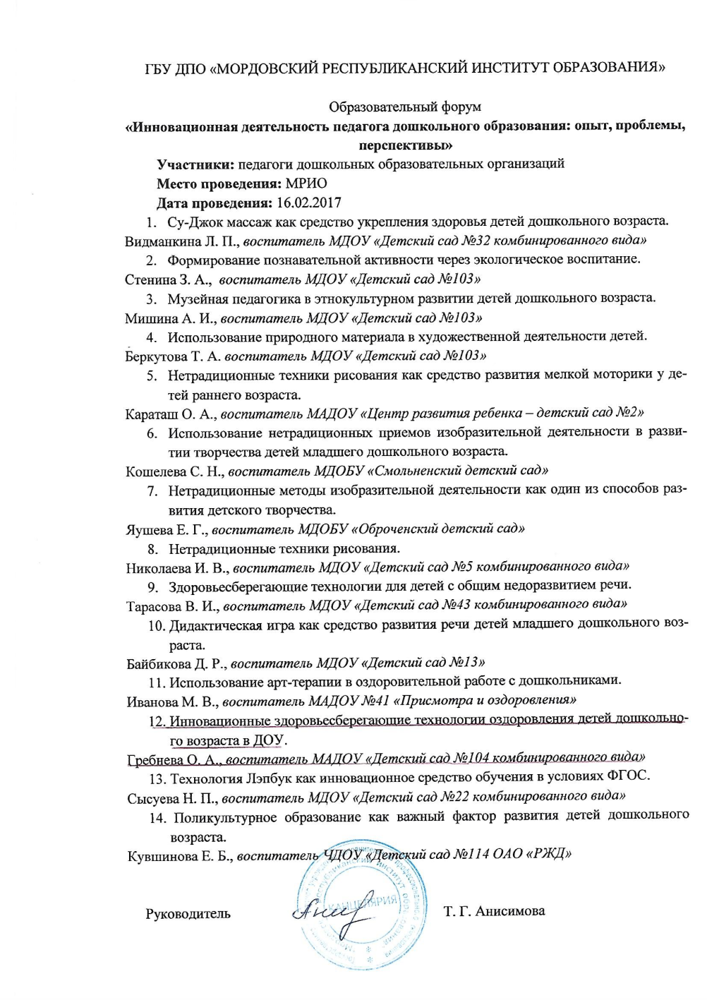 ГБУ ДПО «МОРДОВСКИЙ РЕСПУБЛИКАНСКИЙ ИНСТИТУТ ОБРАЗОВАНИЯ»
Образовательный форум
«Инновационная деятельность педагога дошкольного образования: опыт, проблемы,
перспективы»
Участники: педагоги дошкольных образовательных организаций
Место проведения: МРИО
Дата проведения: 16.02.2017
1. Су-Джок массаж как средство укрепления здоровья детей дошкольного возраста.
Видманкина Л. П., воспитатель МДОУ «Детский сад №32 комбинированного вида»
2. Формирование познавательной активности через экологическое воспитание.
Стенина З. А., воспитатель МДОУ «Детский сад №103»
3. Музейная педагогика в этнокультурном развитии детей дошкольного возраста.
Мишина А. И., воспитатель МДОУ «Детский сад №103»
4. Использование природного материала в художественной деятельности детей.
Беркутова Т. А. воспитатель МДОУ «Детский сад №103»
5. Нетрадиционные техники рисования как средство развития мелкой моторики у де-
тей раннего возраста.
Караташ О. А., воспитатель МАДОУ «Центр развития ребенка – детский сад №2»
6. Использование нетрадиционных приемов изобразительной деятельности в разви-
тии творчества детей младшего дошкольного возраста.
Кошелева С. Н., воспитатель МДОБУ «Смольненский детский сад»
7. Нетрадиционные методы изобразительной деятельности как один из способов раз-
вития детского творчества.
Яушева Е. Г., воспитатель МДОБУ «Оброченский детский сад»
8. Нетрадиционные техники рисования.
Николаева И. В., воспитатель МДОУ «Детский сад №5 комбинированного вида»
9. Здоровьесберегающие технологии для детей с общим недоразвитием речи.
Тарасова В. И., воспитатель МДОУ «Детский сад №43 комбинированного вида»
10. Дидактическая игра как средство развития речи детей младшего дошкольного воз-
раста.
Байбикова Д. Р., воспитатель МДОУ «Детский сад №13»
11. Использование арт-терапии в оздоровительной работе с дошкольниками.
Иванова М. В., воспитатель МАДОУ №41 «Присмотра и оздоровления»
12. Инновационные здоровьесберегающие технологии оздоровления детей дошкольно-
го возраста в ДОУ.
Гребнева О. А., воспитатель МАДОУ «Детский сад №104 комбинированного вида»
13. Технология Лэпбук как инновационное средство обучения в условиях ФГОС.
Сысуева Н. П., воспитатель МДОУ «Детский сад №22 комбинированного вида»
14. Поликультурное образование как важный фактор развития детей дошкольного
возраста.
Кувшинова Е. Б., воспитатель ЧДОУ «Детский сад №114 ОАО «РЖД»
КАНЦЕЛЯРИЯ
Руководитель Т. Г. Анисимова